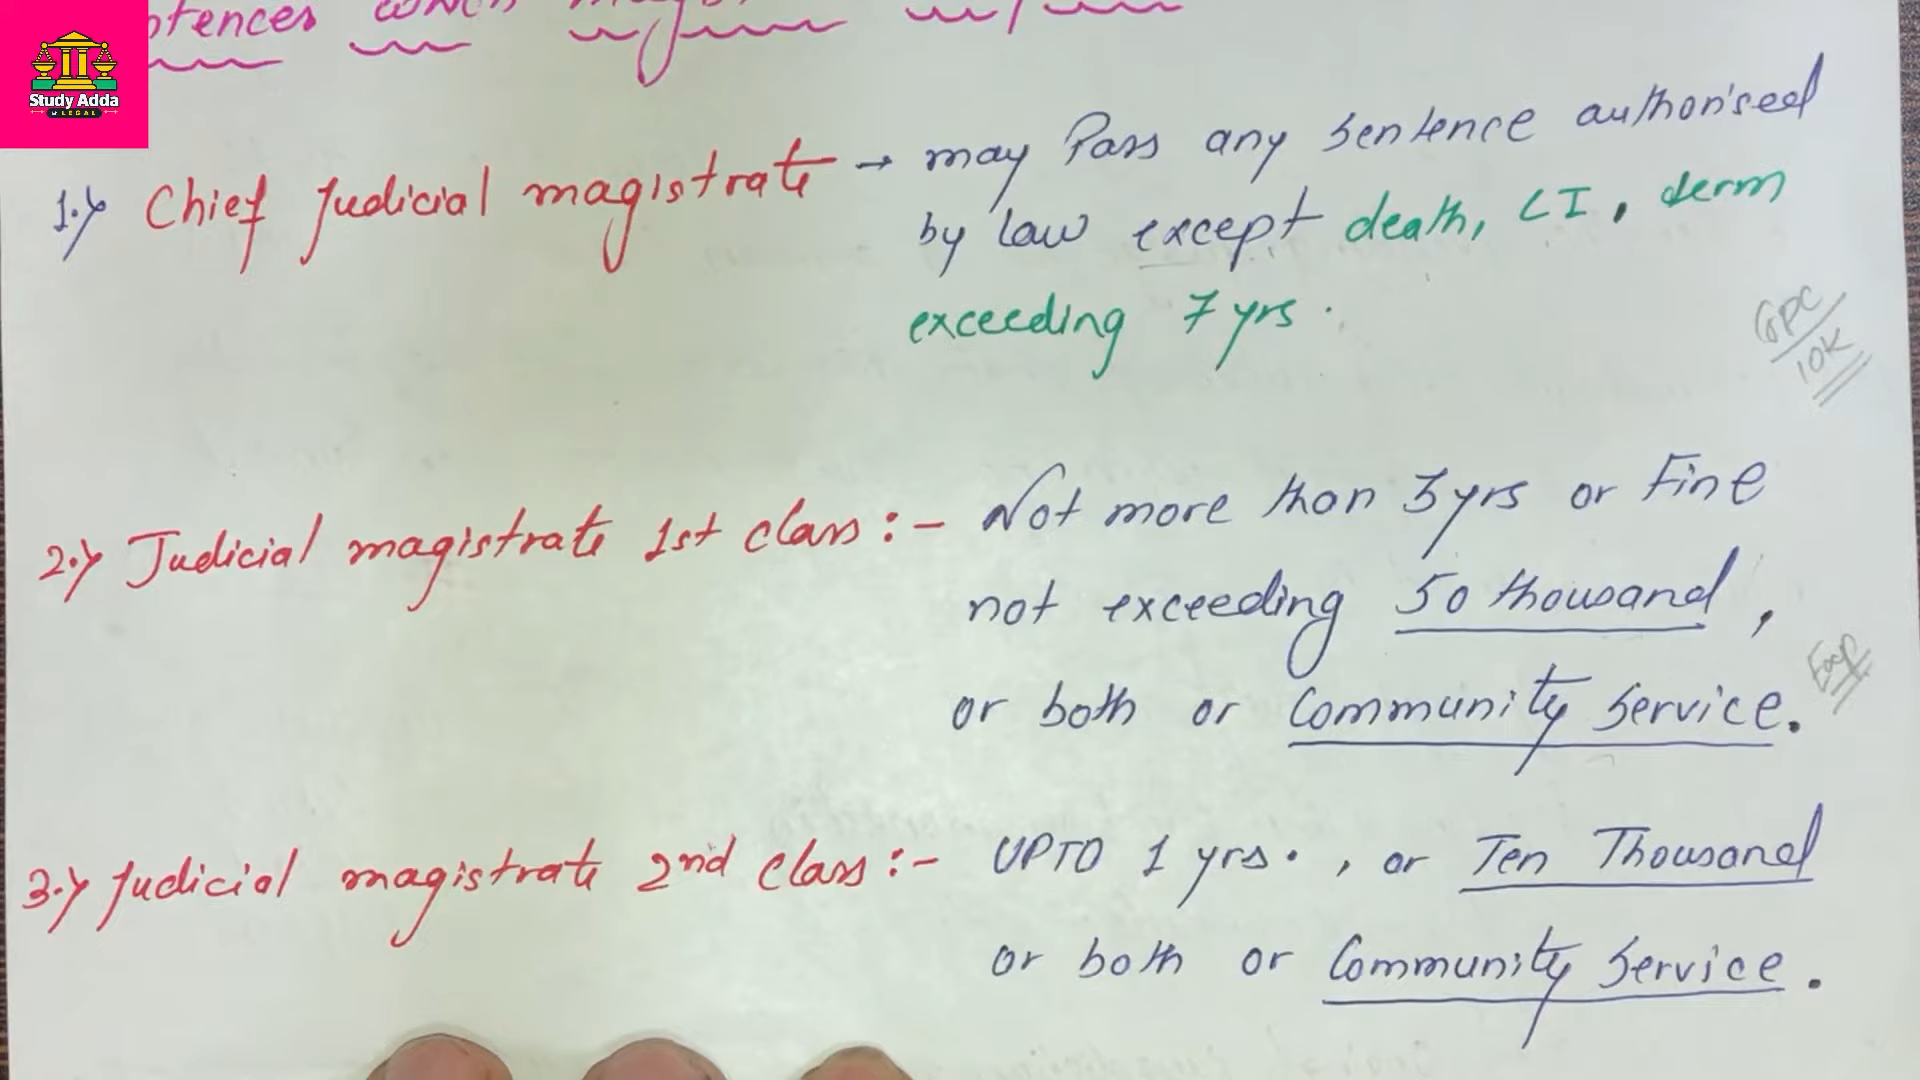 Study Adda
LEGAL
1.) Chief Judicial magistrate → may Pass any sentence authorised
by law except death, LI, term
exceeding 7 yrs.
CrPC
10K
2.) Judicial magistrate 1st class :- Not more than 3 yrs or Fine
not exceeding 50 thousand,
or both or Community Service.
3.) Judicial magistrate 2nd class :- UPTO 1 yrs., or Ten Thousand
or both or Community Service.